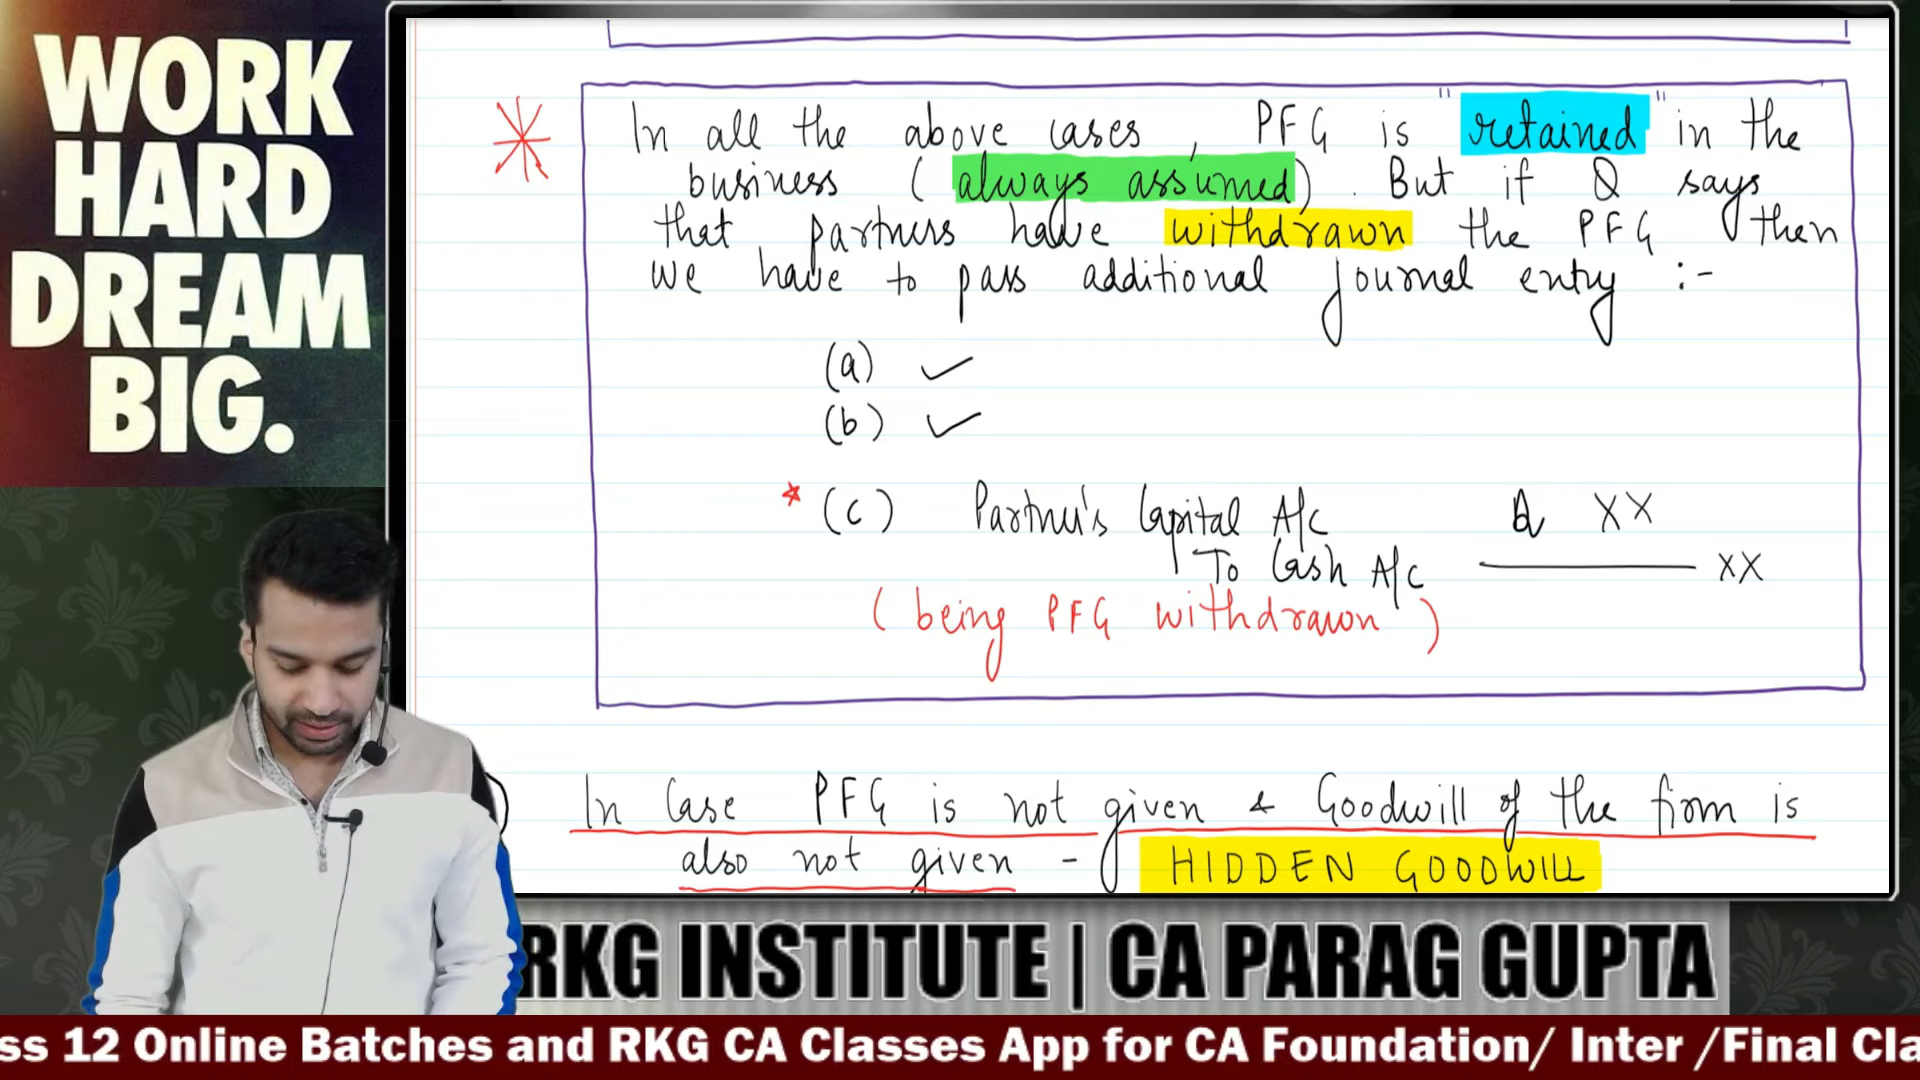 WORK
HARD
DREAM
BIG.
In all the above cases, PFG is "retained" in the
business (always assumed). But if Q says
that partners have withdrawn the PFG then
we have to pass additional journal entry :-
(a) ✓
(b) ✓
* (c) Partner's Capital A/c Dr XX
To Cash A/c XX
(being PFG withdrawn)
In Case PFG is not given & Goodwill of the firm is
also not given - HIDDEN GOODWILL
RKG INSTITUTE | CA PARAG GUPTA
ss 12 Online Batches and RKG CA Classes App for CA Foundation/ Inter /Final Cla